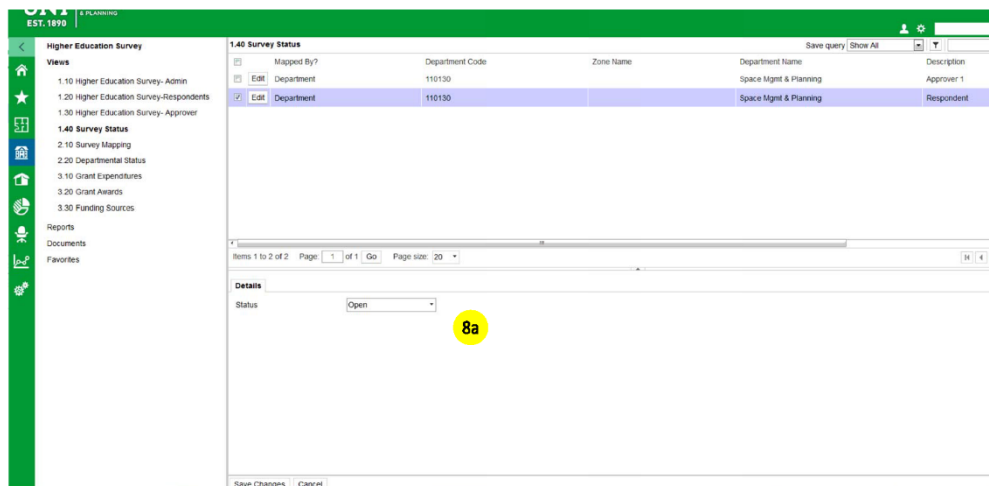 & PLANNING
EST. 1890
Higher Education Survey
Views
1.10 Higher Education Survey- Admin
1.20 Higher Education Survey-Respondents
1.30 Higher Education Survey- Approver
1.40 Survey Status
2.10 Survey Mapping
2.20 Departmental Status
3.10 Grant Expenditures
3.20 Grant Awards
3.30 Funding Sources
Reports
Documents
Favorites
1.40 Survey Status Save query Show All
Mapped By? Department Code Zone Name Department Name Description
Edit Department 110130 Space Mgmt & Planning Approver 1
Edit Department 110130 Space Mgmt & Planning Respondent
Items 1 to 2 of 2 Page: 1 of 1 Go Page size: 20
Details
Status Open
8a
Save Changes Cancel